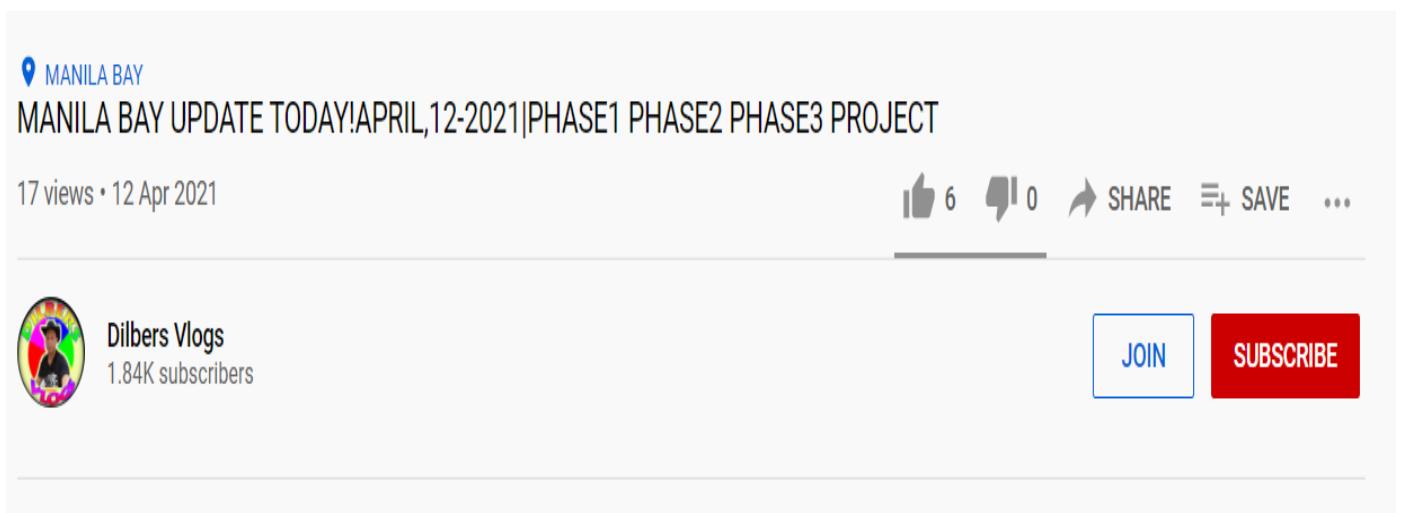 MANILA BAY
MANILA BAY UPDATE TODAY!APRIL,12-2021|PHASE1 PHASE2 PHASE3 PROJECT
17 views • 12 Apr 2021
6 0 SHARE SAVE
Dilbers Vlogs
1.84K subscribers
JOIN SUBSCRIBE